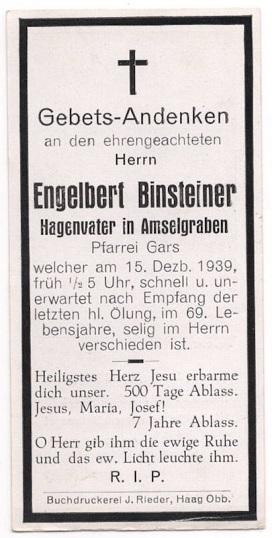 Gebets-Andenken
an den ehrengeachteten
Herrn
Engelbert Binsteiner
Hagenvater in Amselgraben
Pfarrei Gars
welcher am 15. Dezb. 1939,
früh 1/2 5 Uhr, schnell u. un-
erwartet nach Empfang der
letzten hl. Ölung, im 69. Le-
bensjahre, selig im Herrn
verschieden ist.
Heiligstes Herz Jesu erbarme
dich unser. 500 Tage Ablass.
Jesus, Maria, Josef!
7 Jahre Ablass.
O Herr gib ihm die ewige Ruhe
und das ew. Licht leuchte ihm.
R. I. P.
Buchdruckerei J. Rieder, Haag Obb.